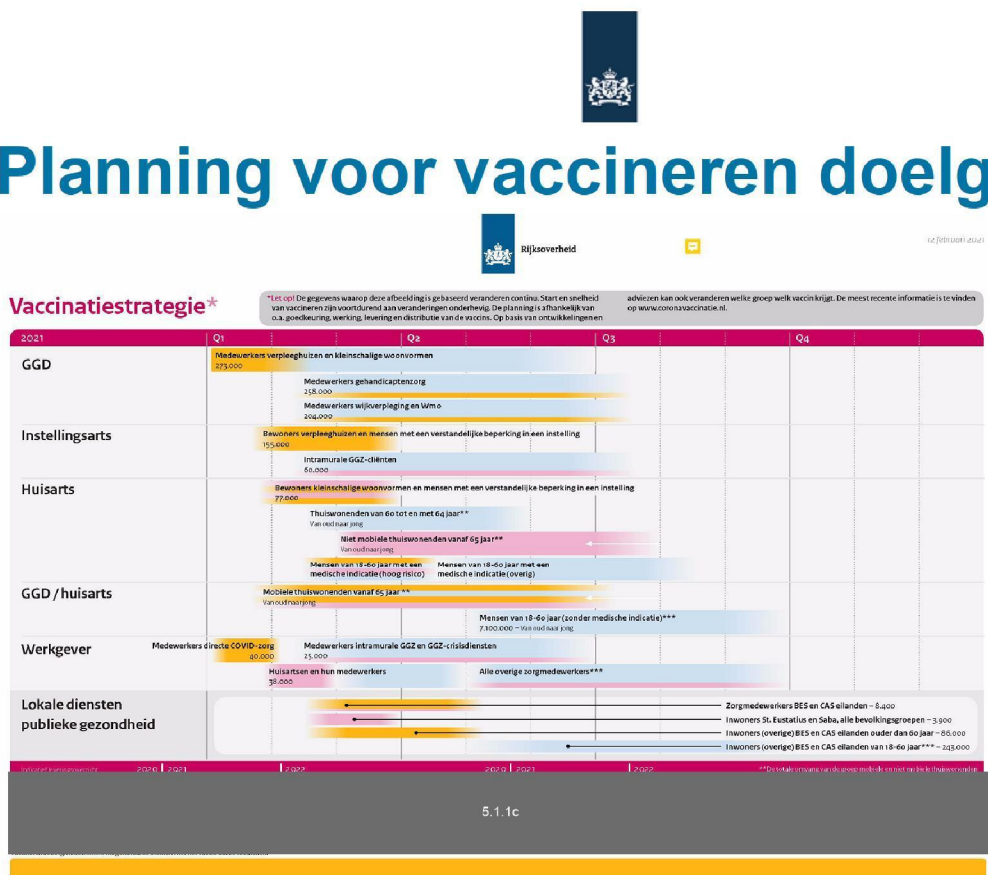 Planning voor vaccineren doelg
Rijksoverheid
12 februari 2021
Vaccinatiestrategie*
*Let op! De gegevens waarop deze afbeelding is gebaseerd veranderen continu. Start en snelheid
van vaccineren zijn voortdurend aan veranderingen onderhevig. De planning is afhankelijk van
o.a. goedkeuring, werking, levering en distributie van de vaccins. Op basis van ontwikkelingen en
adviezen kan ook veranderen welke groep welk vaccin krijgt. De meest recente informatie is te vinden
op www.coronavaccinatie.nl.
2021 Q1 Q2 Q3 Q4
GGD
Medewerkers verpleeghuizen en kleinschalige woonvormen
273.000
Medewerkers gehandicaptenzorg
258.000
Medewerkers wijkverpleging en Wmo
204.000
Instellingsarts
Bewoners verpleeghuizen en mensen met een verstandelijke beperking in een instelling
155.000
Intramurale GGZ-cliënten
60.000
Huisarts
Bewoners kleinschalige woonvormen en mensen met een verstandelijke beperking in een instelling
77.000
Thuiswonenden van 60 tot en met 64 jaar**
Van oud naar jong
Niet mobiele thuiswonenden vanaf 65 jaar**
Van oud naar jong
Mensen van 18-60 jaar met een
medische indicatie (hoog risico)
Mensen van 18-60 jaar met een
medische indicatie (overig)
GGD / huisarts
Mobiele thuiswonenden vanaf 65 jaar **
Van oud naar jong
Mensen van 18-60 jaar (zonder medische indicatie)***
7.100.000 – Van oud naar jong
Werkgever
Medewerkers directe COVID-zorg
40.000
Medewerkers intramurale GGZ en GGZ-crisisdiensten
25.000
Huisartsen en hun medewerkers
38.000
Alle overige zorgmedewerkers***
Lokale diensten
publieke gezondheid
Zorgmedewerkers BES en CAS eilanden – 8.400
Inwoners St. Eustatius en Saba, alle bevolkingsgroepen – 3.900
Inwoners (overige) BES en CAS eilanden ouder dan 60 jaar – 86.000
Inwoners (overige) BES en CAS eilanden van 18-60 jaar*** – 243.000
2020 2021 2022 2020 2021 2022
**De totale omvang van de groep mobiele en niet mobiele thuiswonenden
5.1.1c